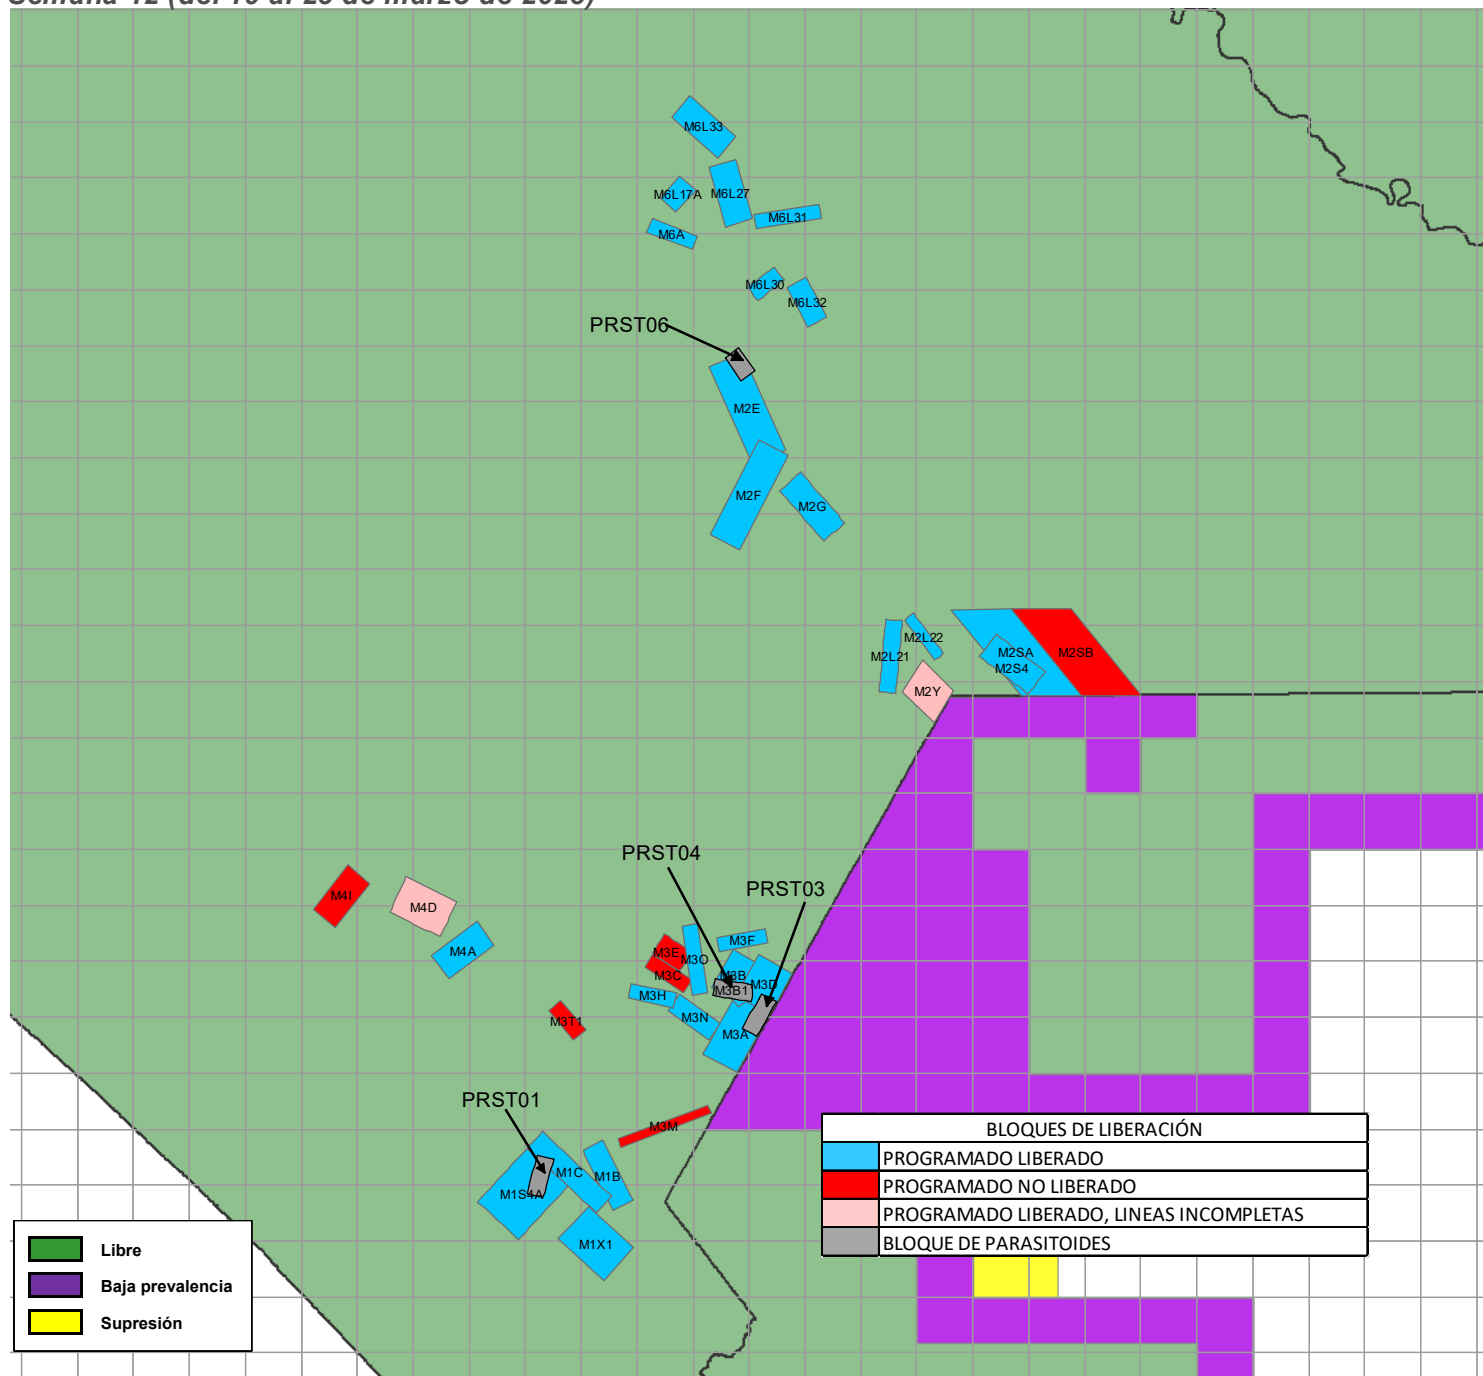 M6L33
M6L17A
M6L27
M6L31
M6A
M6L30
M6L32
PRST06
M2E
M2F
M2G
M2L22
M2L21
M2SA
M2SB
M2S4
M2Y
PRST04
PRST03
M4I
M4D
M4A
M3F
M3E
M3O
M3C
M3B
M3D
M3B1
M3H
M3N
M3T1
M3A
PRST01
M3M
M1C
M1B
M1S4A
M1X1
BLOQUES DE LIBERACIÓN
PROGRAMADO LIBERADO
PROGRAMADO NO LIBERADO
PROGRAMADO LIBERADO, LINEAS INCOMPLETAS
BLOQUE DE PARASITOIDES
Libre
Baja prevalencia
Supresión